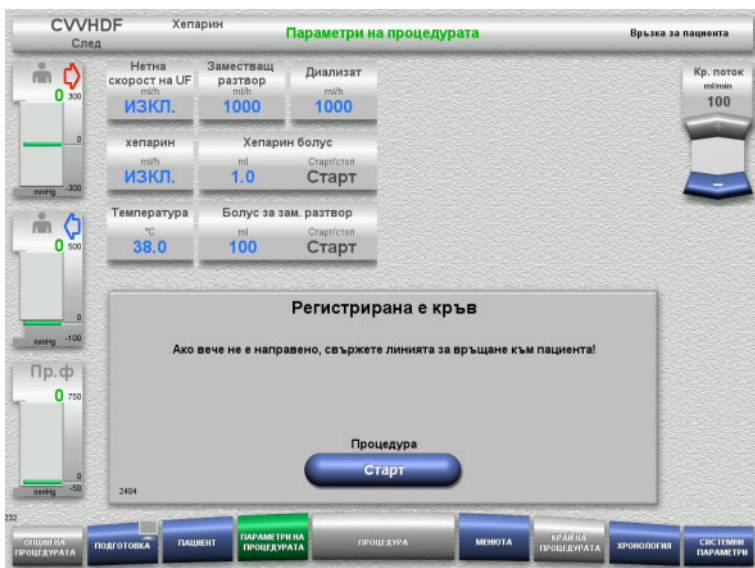 CVVHDF
Хепарин
След
Параметри на процедурата
Връзка за пациента
0
300
0
-300
mmHg
0
500
0
-100
mmHg
Пр.ф
0
750
0
-50
mmHg
Нетна
скорост на UF
ml/h
ИЗКЛ.
Заместващ
разтвор
ml/h
1000
Диализат
ml/h
1000
хепарин
ml/h
ИЗКЛ.
Хепарин болус
ml
1.0
Старт/стоп
Старт
Температура
°C
38.0
Болус за зам. разтвор
ml
100
Старт/стоп
Старт
Кр. поток
ml/min
100
+
–
Регистрирана е кръв
Ако вече не е направено, свържете линията за връщане към пациента!
Процедура
Старт
2404
232
ОПЦИИ НА
ПРОЦЕДУРАТА
ПОДГОТОВКА
ПАЦИЕНТ
ПАРАМЕТРИ НА
ПРОЦЕДУРАТА
ПРОЦЕДУРА
МЕНЮТА
КРАЙ НА
ПРОЦЕДУРАТА
ХРОНОЛОГИЯ
СИСТЕМНИ
ПАРАМЕТРИ